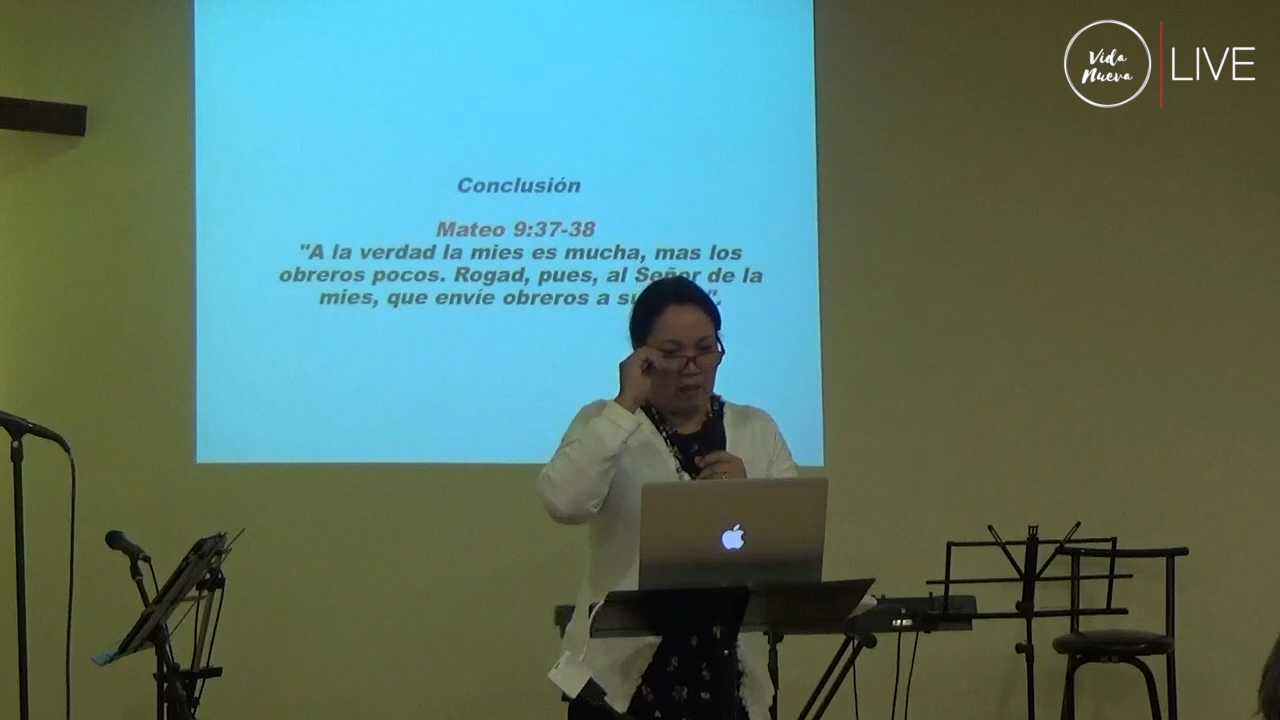 Vida
Nueva
LIVE
Conclusión
Mateo 9:37-38
"A la verdad la mies es mucha, mas los
obreros pocos. Rogad, pues, al Señor de la
mies, que envíe obreros a